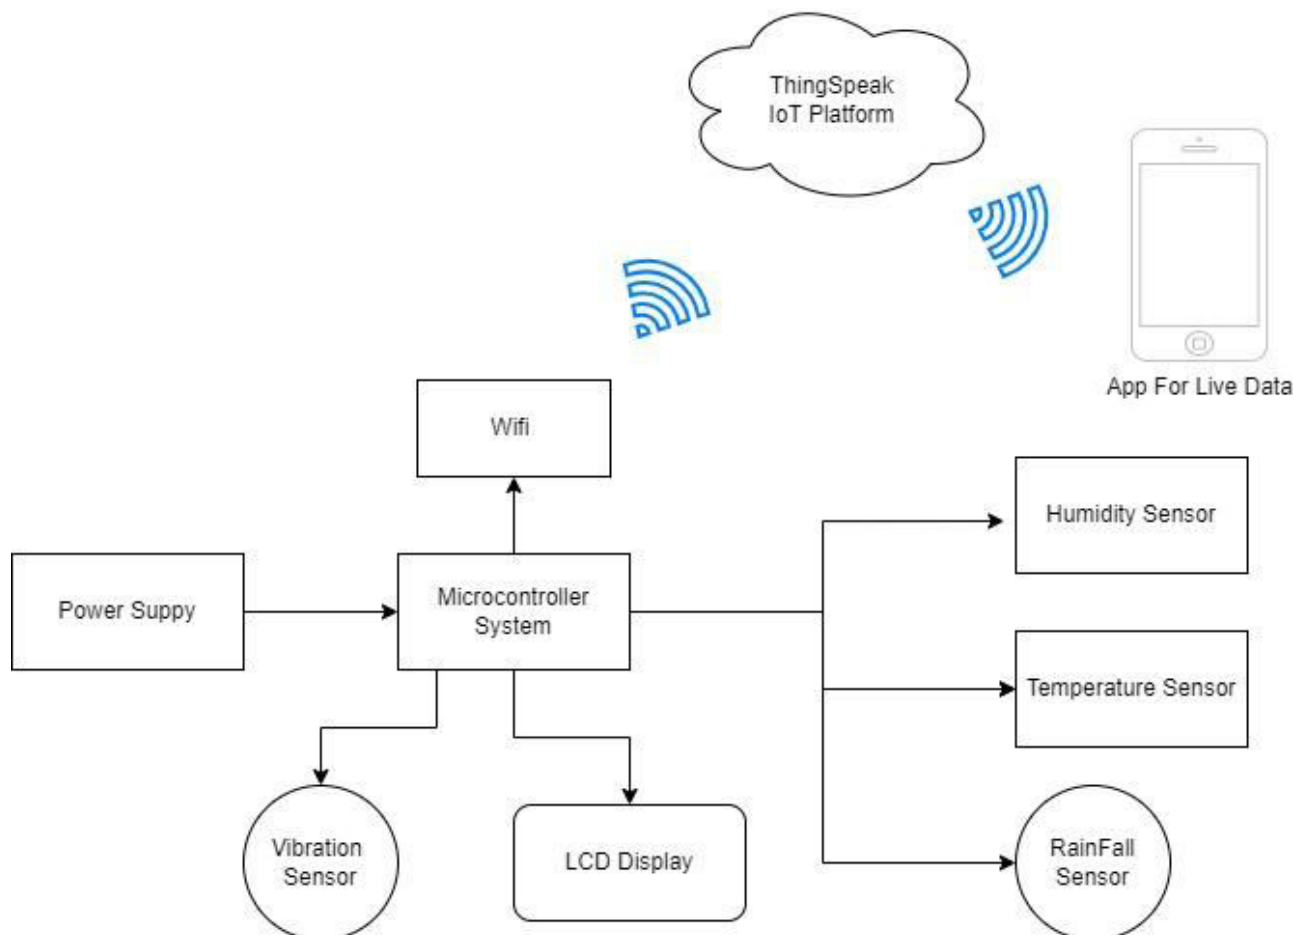 ThingSpeak
IoT Platform
App For Live Data
Wifi
Humidity Sensor
Power Suppy
Microcontroller
System
Temperature Sensor
Vibration
Sensor
LCD Display
RainFall
Sensor